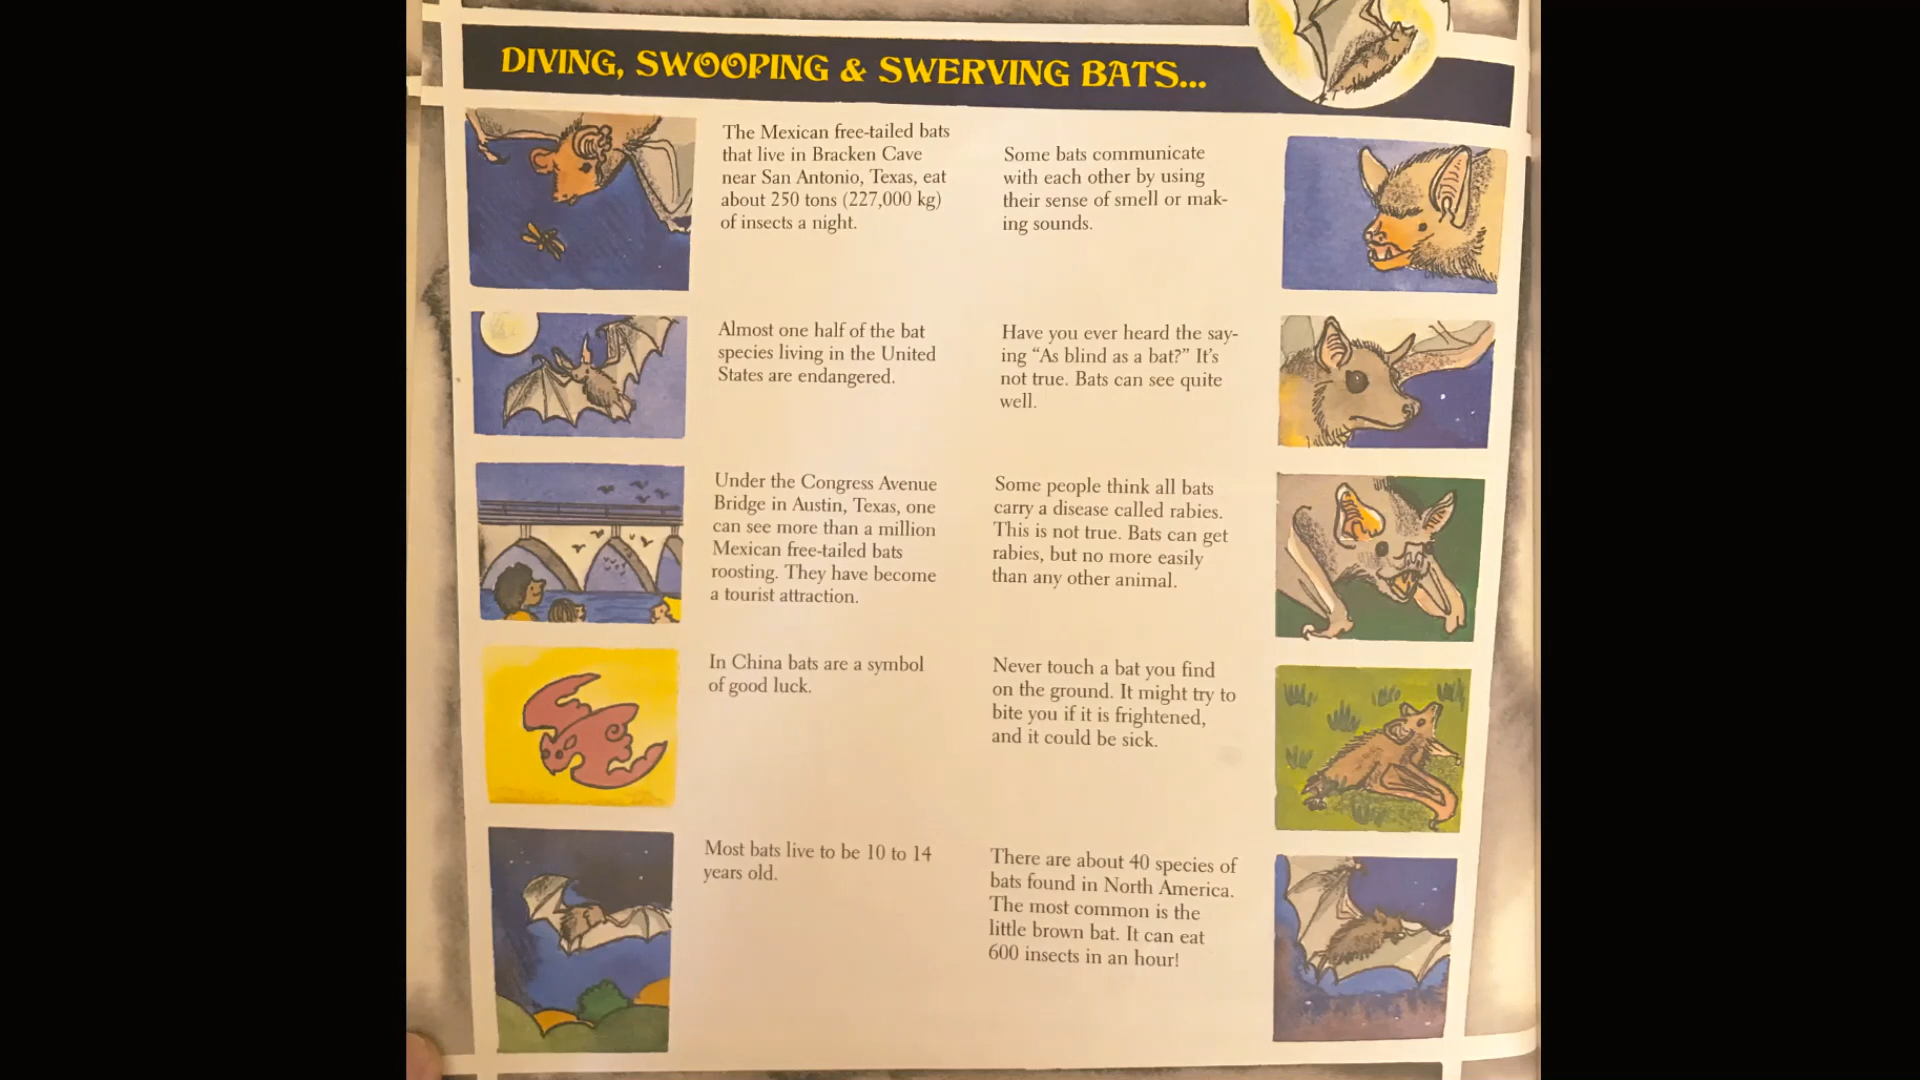 DIVING, SWOOPING & SWERVING BATS...
The Mexican free-tailed bats
that live in Bracken Cave
near San Antonio, Texas, eat
about 250 tons (227,000 kg)
of insects a night.
Almost one half of the bat
species living in the United
States are endangered.
Under the Congress Avenue
Bridge in Austin, Texas, one
can see more than a million
Mexican free-tailed bats
roosting. They have become
a tourist attraction.
In China bats are a symbol
of good luck.
Most bats live to be 10 to 14
years old.
Some bats communicate
with each other by using
their sense of smell or mak-
ing sounds.
Have you ever heard the say-
ing “As blind as a bat?” It’s
not true. Bats can see quite
well.
Some people think all bats
carry a disease called rabies.
This is not true. Bats can get
rabies, but no more easily
than any other animal.
Never touch a bat you find
on the ground. It might try to
bite you if it is frightened,
and it could be sick.
There are about 40 species of
bats found in North America.
The most common is the
little brown bat. It can eat
600 insects in an hour!